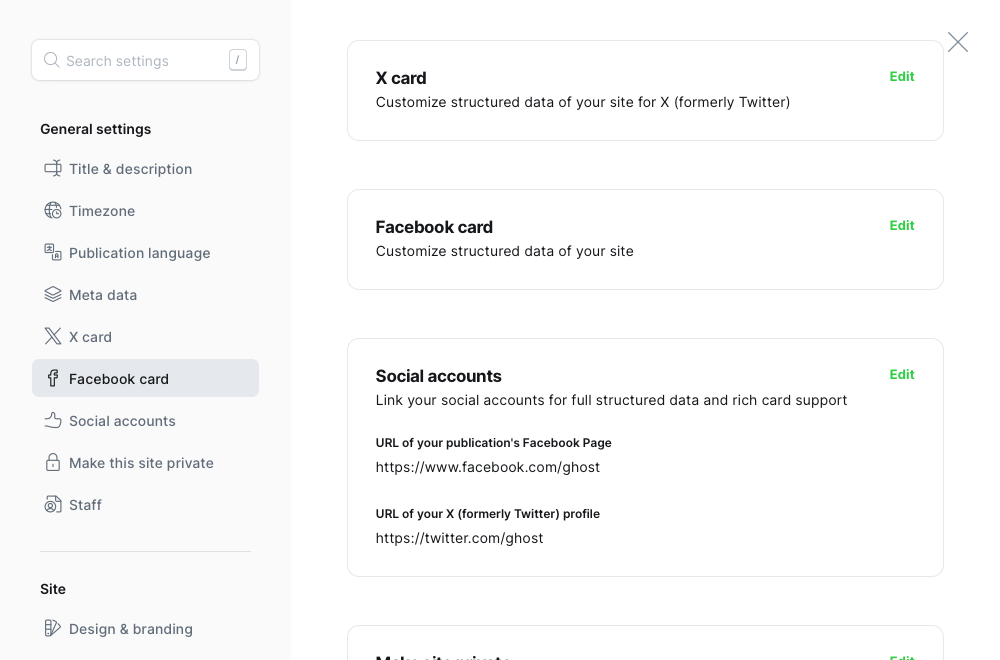 Search settings
/
General settings
Title & description
Timezone
Publication language
Meta data
X card
Facebook card
Social accounts
Make this site private
Staff
Site
Design & branding
X card
Edit
Customize structured data of your site for X (formerly Twitter)
Facebook card
Edit
Customize structured data of your site
Social accounts
Edit
Link your social accounts for full structured data and rich card support
URL of your publication's Facebook Page
https://www.facebook.com/ghost
URL of your X (formerly Twitter) profile
https://twitter.com/ghost
Make site private
Edit